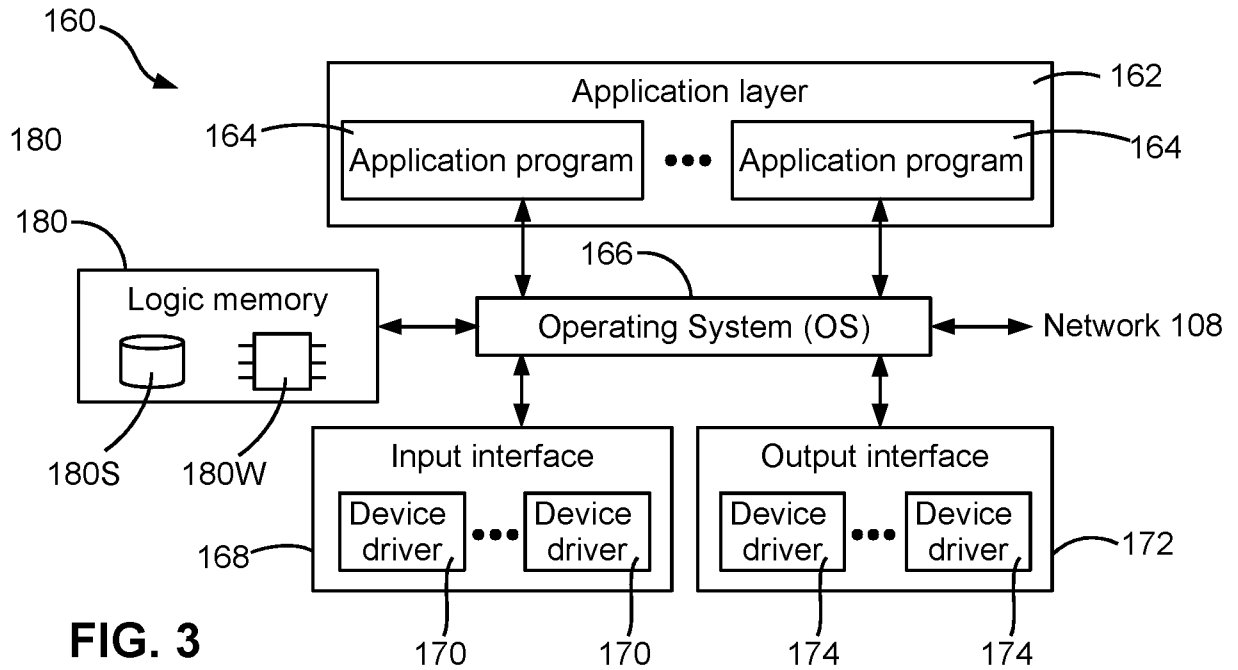 160
162
Application layer
164
Application program
Application program
164
180
180
166
Logic memory
Operating System (OS)
Network 108
180S
180W
Input interface
Output interface
Device driver
Device driver
Device driver
Device driver
168
172
170
170
174
174
FIG. 3